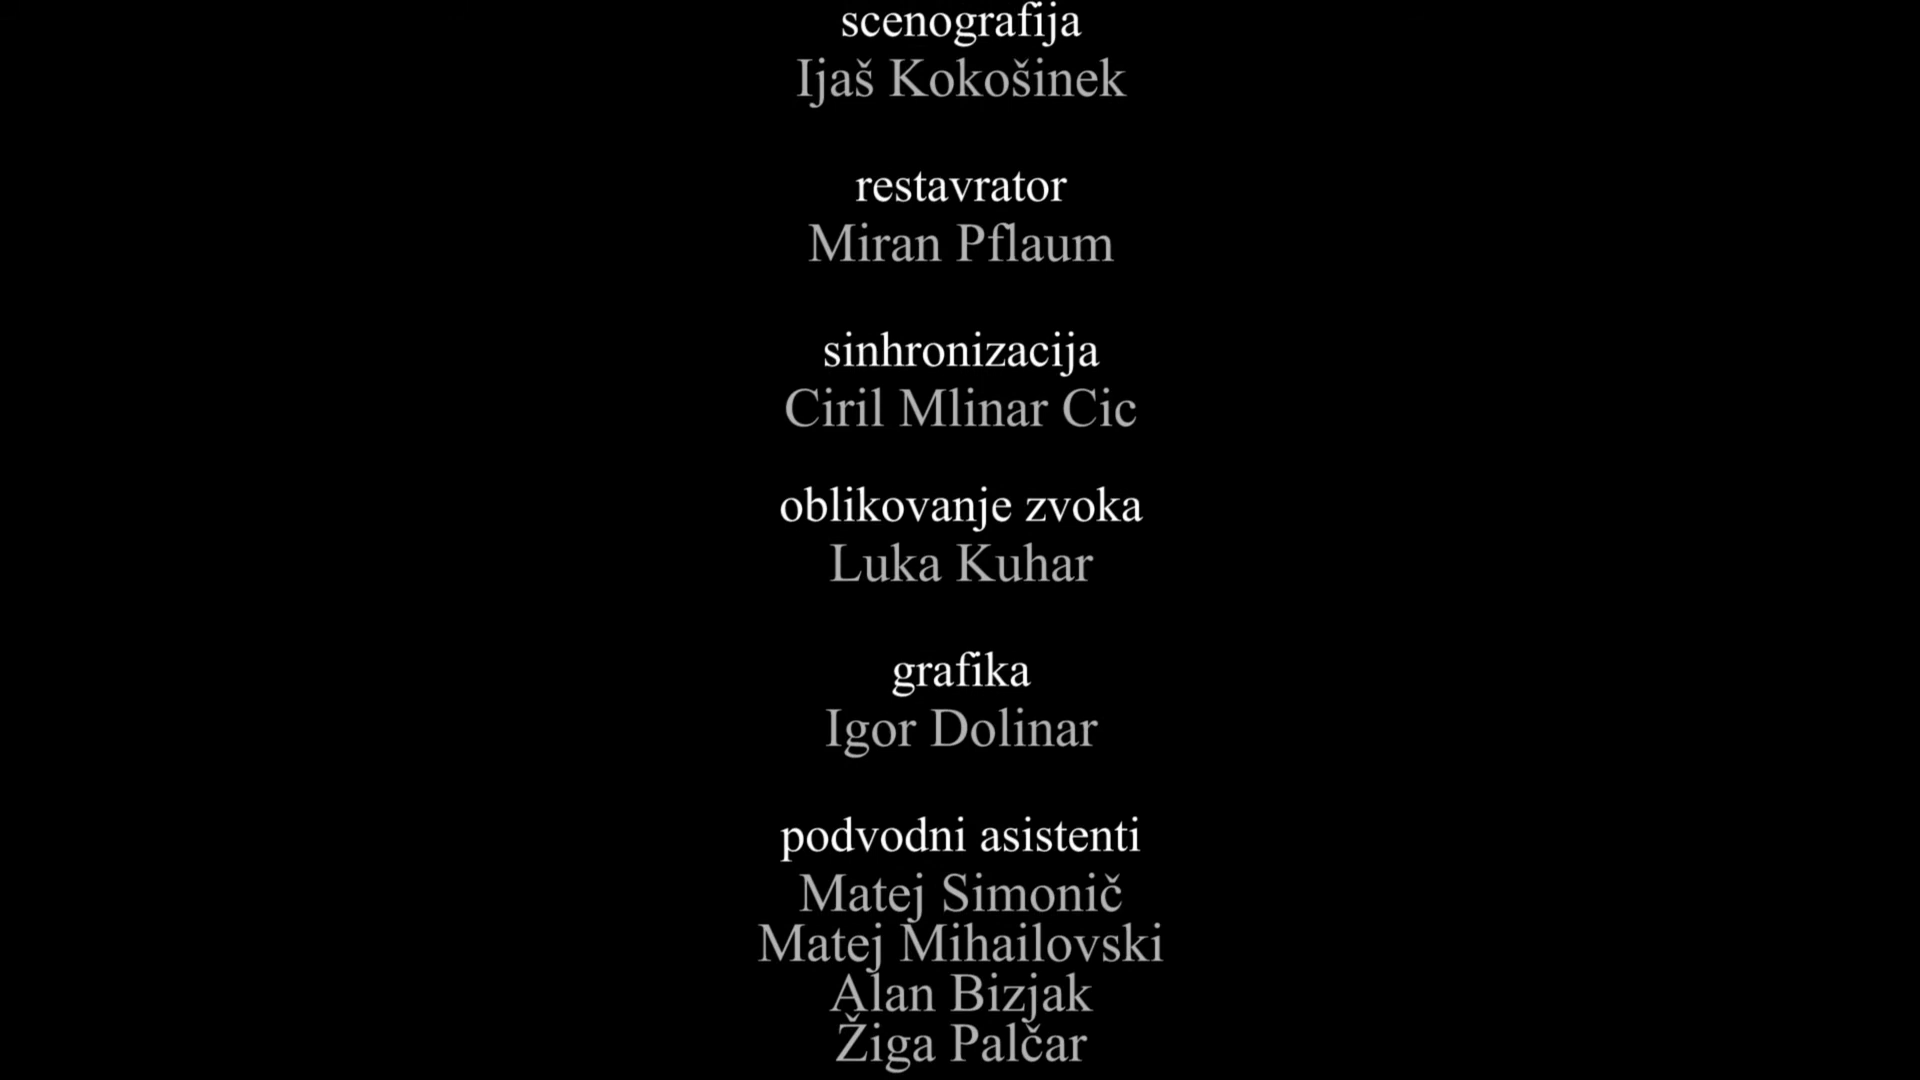 scenografija
Ijaš Kokošinek
restavrator
Miran Pflaum
sinhronizacija
Ciril Mlinar Cic
oblikovanje zvoka
Luka Kuhar
grafika
Igor Dolinar
podvodni asistenti
Matej Simonič
Matej Mihailovski
Alan Bizjak
Žiga Palčar